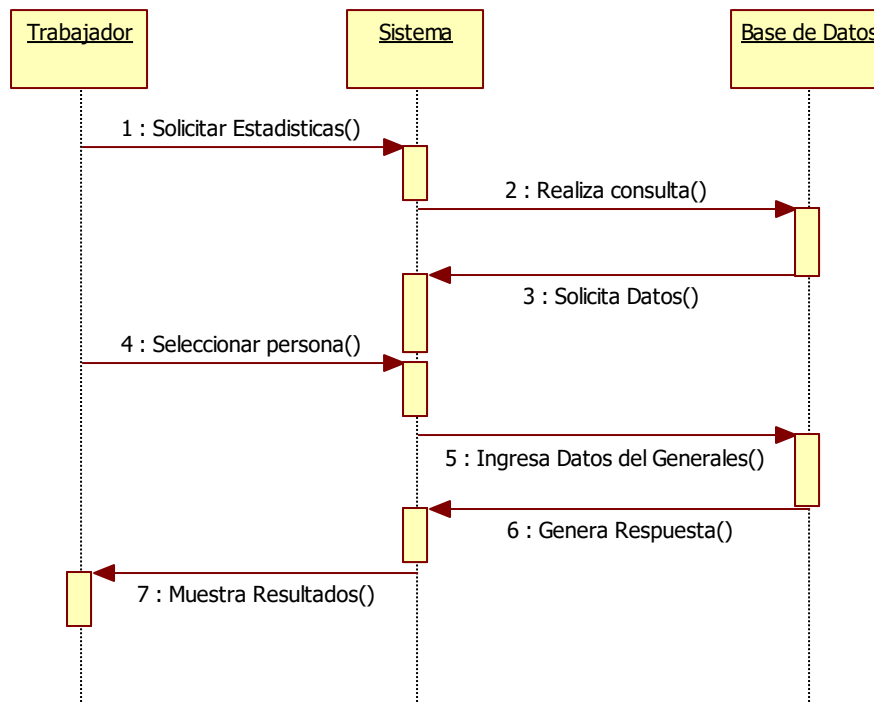 Trabajador
Sistema
Base de Datos
1 : Solicitar Estadisticas()
2 : Realiza consulta()
3 : Solicita Datos()
4 : Seleccionar persona()
5 : Ingresa Datos del Generales()
6 : Genera Respuesta()
7 : Muestra Resultados()